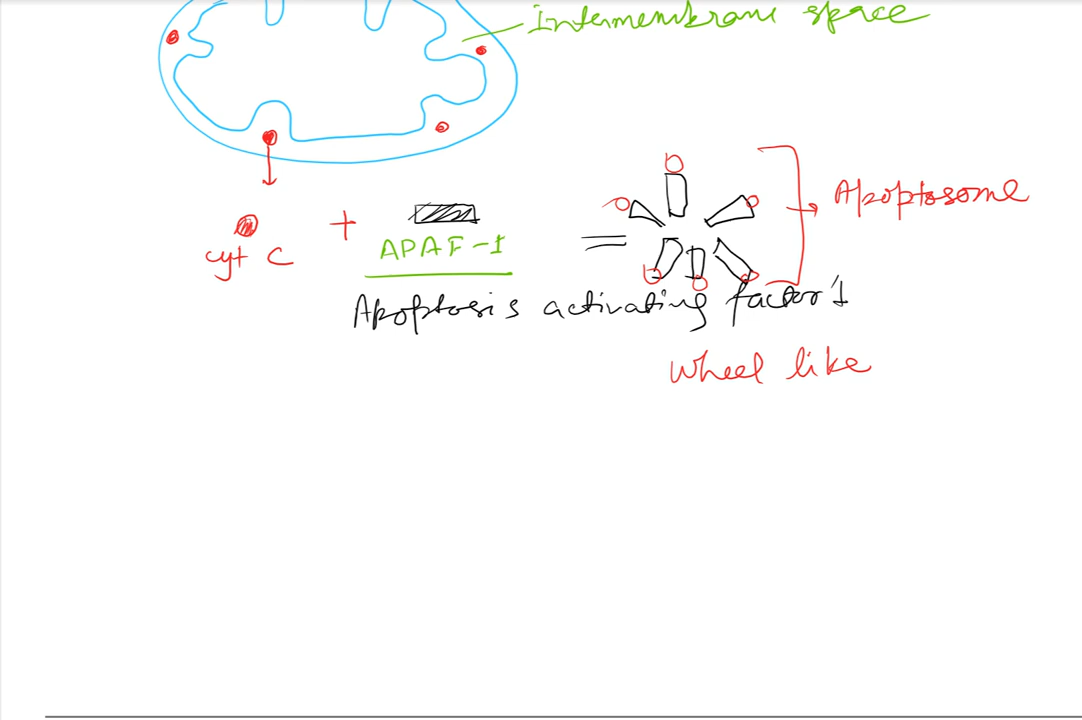 Intermembrane space
Apoptosome
+
=
cyt C
APAF-1
Apoptosis activating factor 1
Wheel like